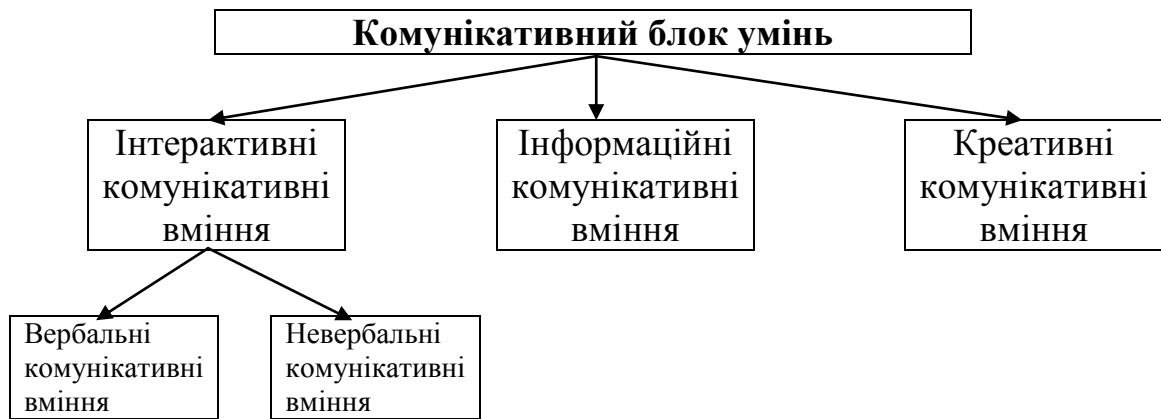 Комунікативний блок умінь
Інтерактивні
комунікативні
вміння
Інформаційні
комунікативні
вміння
Креативні
комунікативні
вміння
Вербальні
комунікативні
вміння
Невербальні
комунікативні
вміння